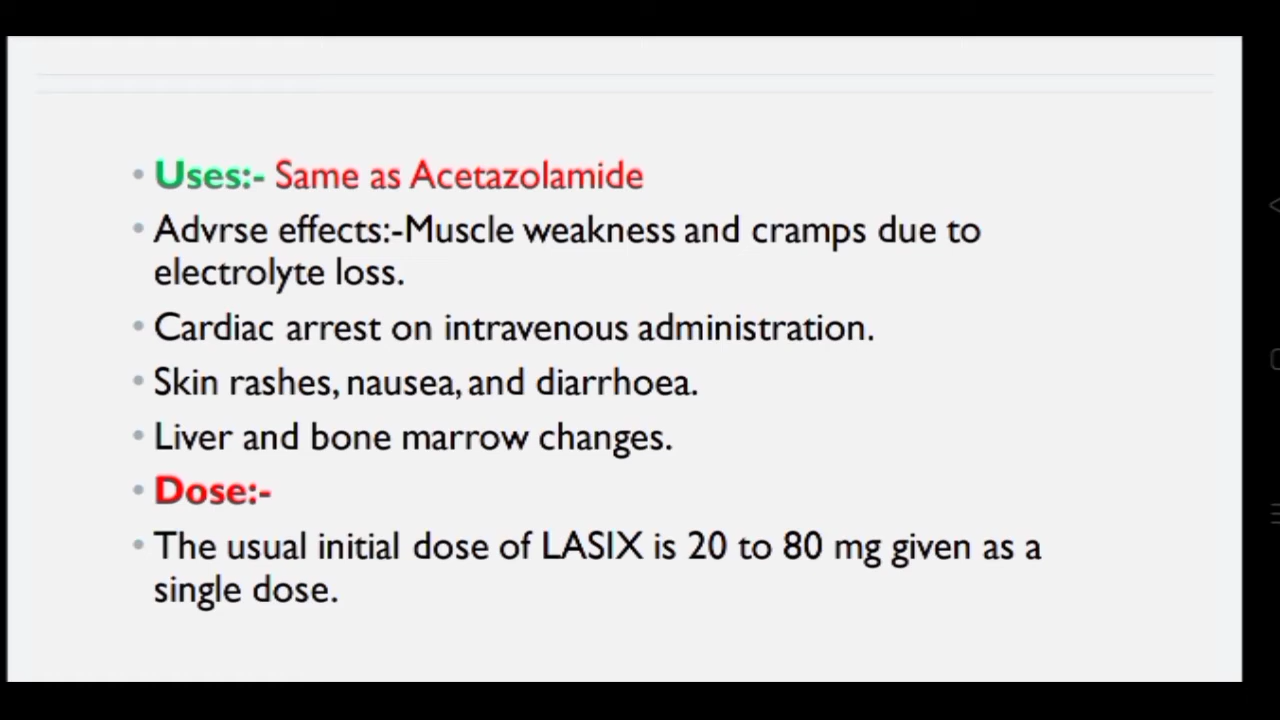 • Uses:- Same as Acetazolamide
• Advrse effects:-Muscle weakness and cramps due to
electrolyte loss.
• Cardiac arrest on intravenous administration.
• Skin rashes, nausea, and diarrhoea.
• Liver and bone marrow changes.
• Dose:-
• The usual initial dose of LASIX is 20 to 80 mg given as a
single dose.